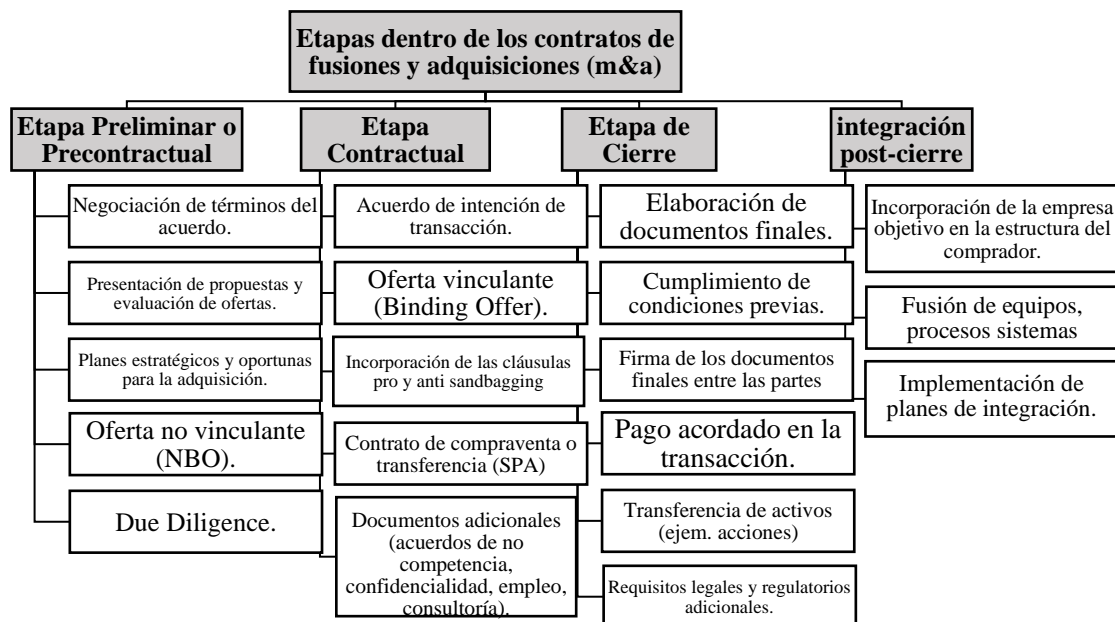 Etapas dentro de los contratos de
fusiones y adquisiciones (m&a)
Etapa Preliminar o
Precontractual
Negociación de términos del
acuerdo.
Presentación de propuestas y
evaluación de ofertas.
Planes estratégicos y oportunas
para la adquisición.
Oferta no vinculante
(NBO).
Due Diligence.
Etapa
Contractual
Acuerdo de intención de
transacción.
Oferta vinculante
(Binding Offer).
Incorporación de las cláusulas
pro y anti sandbagging
Contrato de compraventa o
transferencia (SPA)
Documentos adicionales
(acuerdos de no
competencia,
confidencialidad, empleo,
consultoría).
Etapa de
Cierre
Elaboración de
documentos finales.
Cumplimiento de
condiciones previas.
Firma de los documentos
finales entre las partes
Pago acordado en la
transacción.
Transferencia de activos
(ejem. acciones)
Requisitos legales y regulatorios
adicionales.
integración
post-cierre
Incorporación de la empresa
objetivo en la estructura del
comprador.
Fusión de equipos,
procesos sistemas
Implementación de
planes de integración.